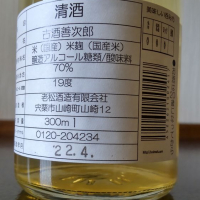 清酒
古酒善次郎
米(国産)米麹(国産米)
醸造アルコール糖類/酸味料
70%
19度
老松酒造有限会社
宍粟市山崎町山崎12
300ml
0120-204234
'22.4.